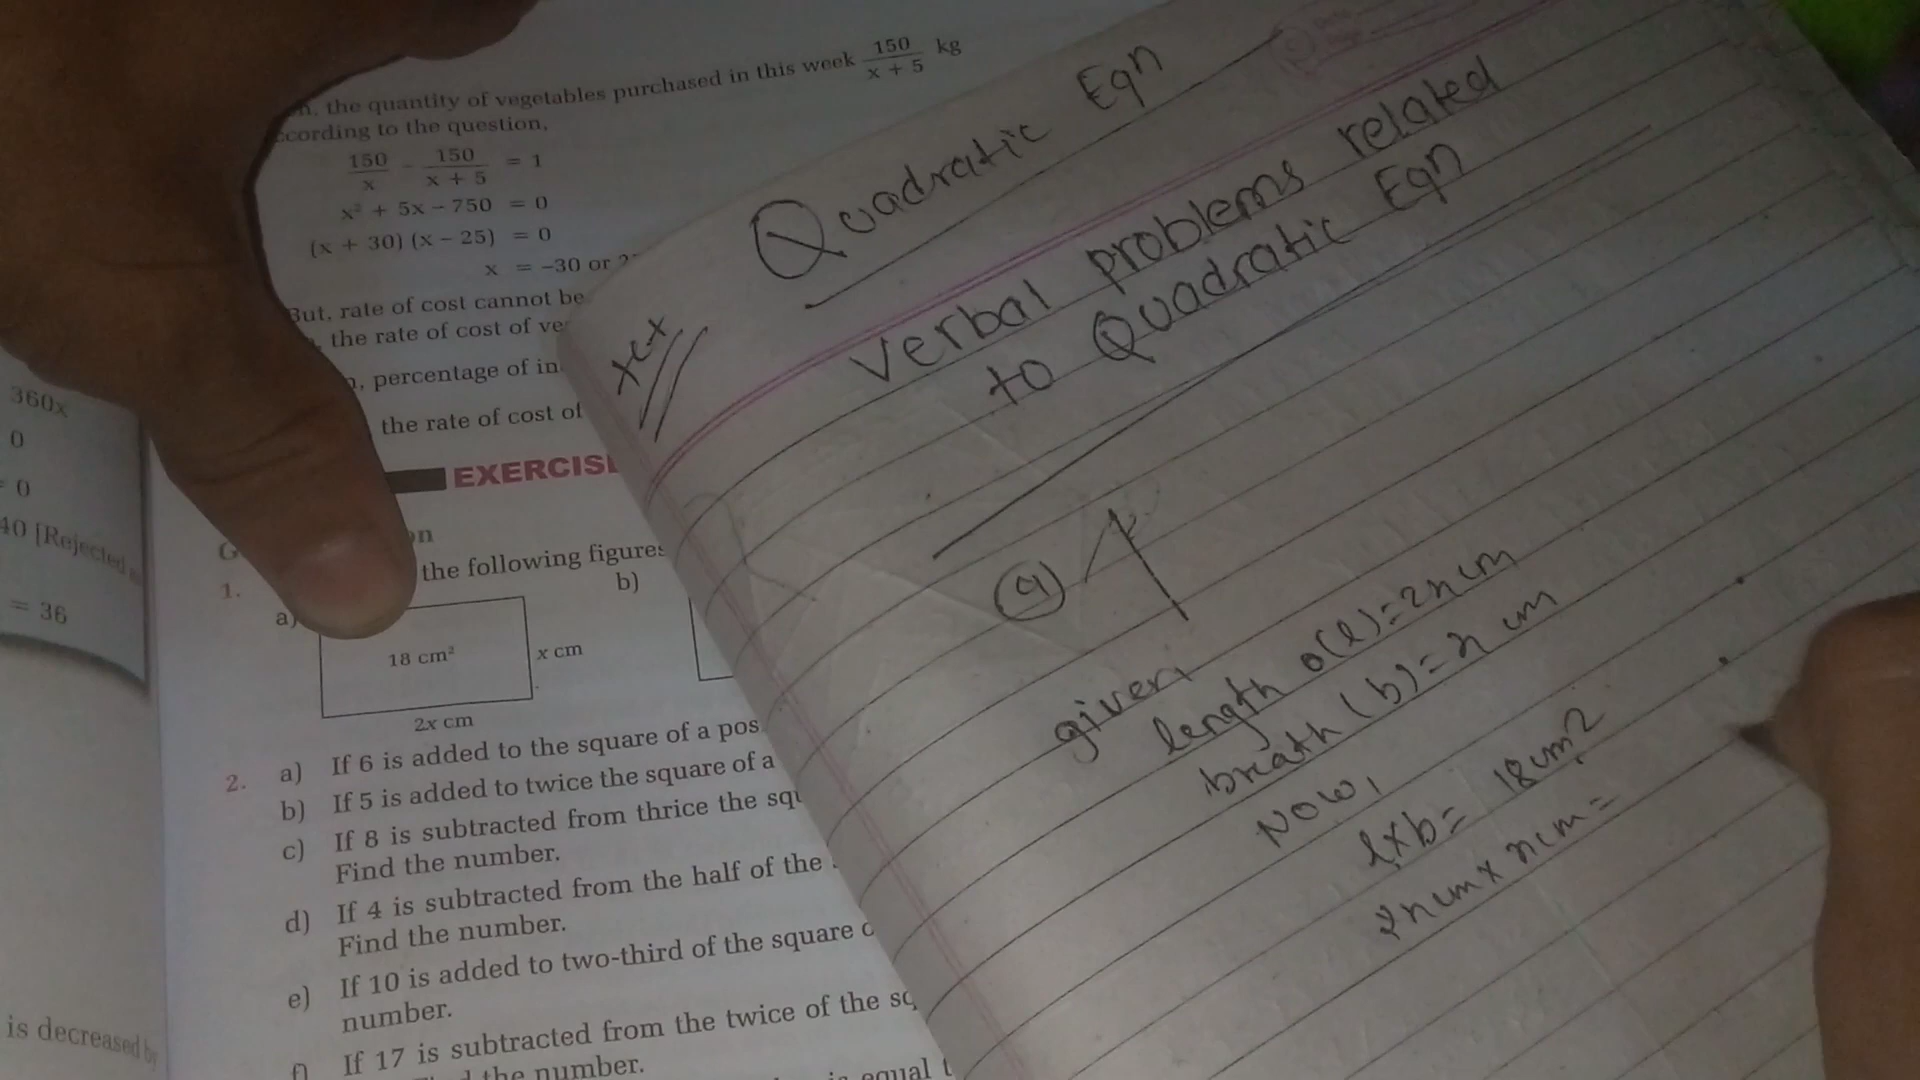 the quantity of vegetables purchased in this week 150/(x + 5) kg
cording to the question,
150/x - 150/(x + 5) = 1
x² + 5x - 750 = 0
(x + 30) (x - 25) = 0
x = -30 or
But, rate of cost cannot be
the rate of cost of ve
percentage of in
the rate of cost of
EXERCISE
1. the following figures
a) b)
18 cm²
x cm
2x cm
2. a) If 6 is added to the square of a pos
b) If 5 is added to twice the square of a
c) If 8 is subtracted from thrice the squ
Find the number.
d) If 4 is subtracted from the half of the
Find the number.
e) If 10 is added to two-third of the square o
number.
f) If 17 is subtracted from the twice of the sq
the number.
equal t
360x
0
= 0
40 [Rejected
= 36
is decreased by
Quadratic Eqn
verbal problems related
to Quadratic Eqn
given
length (l) = 2x cm
breath (b) = x cm
Now,
l x b = 18 cm2
2x cm x x cm =